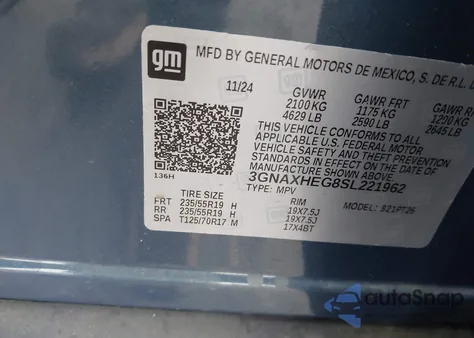 gm
MFD BY GENERAL MOTORS DE MEXICO, S. DE R.L.
11/24 GVWR GAWR FRT GAWR
2100 KG 1175 KG 1200 KG
4629 LB 2590 LB 2645 LB
THIS VEHICLE CONFORMS TO ALL
APPLICABLE U.S. FEDERAL MOTOR
VEHICLE SAFETY AND THEFT
PREVENTION STANDARDS IN
EFFECT ON THE DATE OF
MANUFACTURE SHOWN ABOVE.
136H
3GNAXHEG8SL221962
TYPE: MPV
TIRE SIZE RIM
FRT 235/55R19 H 19X7.5J
RR 235/55R19 H 19X7.5J
SPA T125/70R17 M 17X4BT
autoSnap